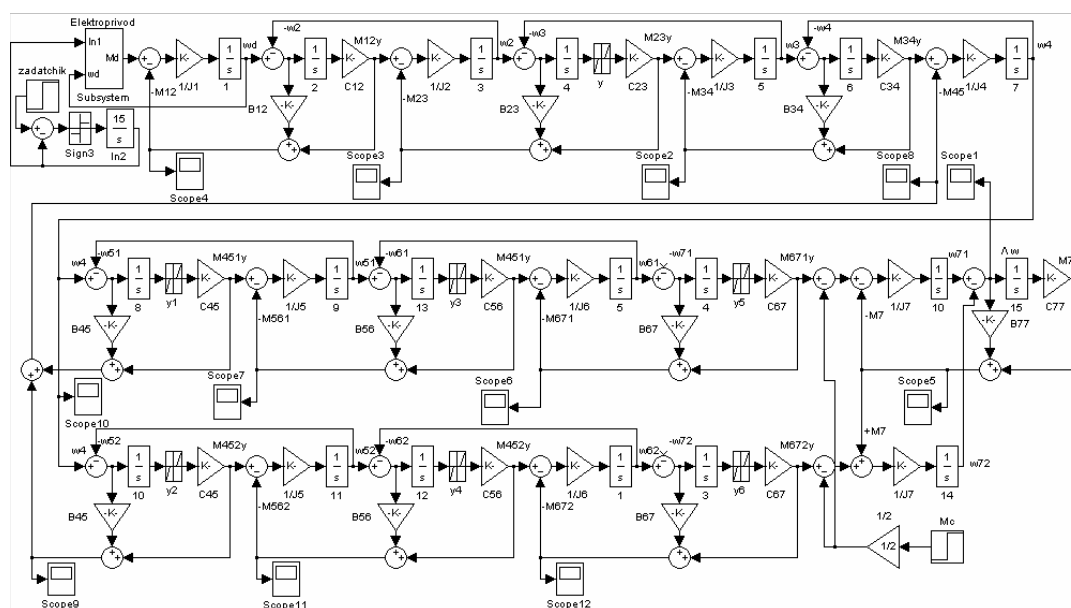 Elektroprivod
In1
Md
wd
Subsystem
zadatchik
Sign3
15
s
In2
K-
1/J1
1
s
1
wd
-w2
1
s
2
K-
C12
M12y
-M12
B12
-K-
Scope4
K-
1/J2
1
s
3
w2
-w3
-M23
Scope3
1
s
4
y
K-
C23
M23y
B23
-K-
K-
1/J3
1
s
5
w3
-w4
-M34
Scope2
1
s
6
K-
C34
M34y
B34
-K-
K-
1/J4
1
s
7
w4
-M45
Scope8
Scope1
w4
-w51
1
s
8
y1
K-
C45
M451y
B45
-K-
Scope10
K-
1/J5
1
s
9
w51
-w61
-M561
Scope7
1
s
13
y3
K-
C56
M451y
B56
-K-
K-
1/J6
1
s
5
w61
-w71
-M671
Scope6
1
s
4
y5
K-
C67
M671y
B67
-K-
K-
1/J7
1
s
10
w71
-M7
Λ w
1
s
15
K-
C77
M7
B77
-K-
Scope5
w4
-w52
1
s
10
y2
K-
C45
M452y
B45
-K-
Scope9
K-
1/J5
1
s
11
w52
-w62
-M562
Scope11
1
s
12
y4
K-
C56
M452y
B56
-K-
K-
1/J6
1
s
1
w62
-w72
-M672
Scope12
1
s
3
y6
K-
C67
M672y
B67
-K-
+M7
K-
1/J7
1
s
14
w72
1/2
1/2
Mc